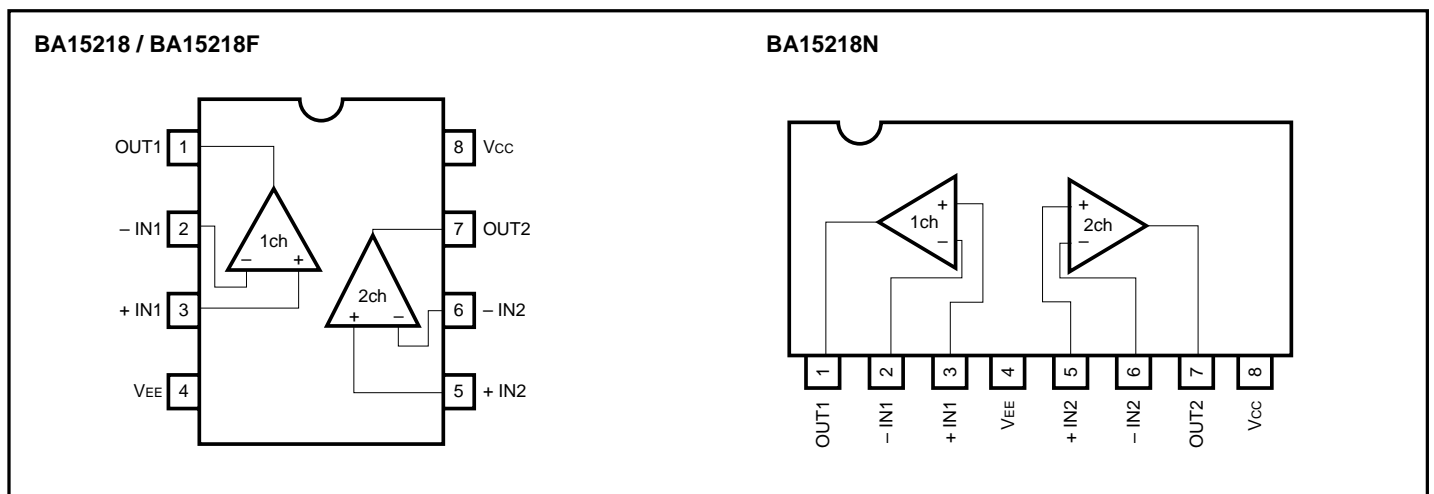 BA15218 / BA15218F
OUT1 1
8 VCC
– IN1 2
1ch
7 OUT2
– +
+ IN1 3
2ch
6 – IN2
+ –
VEE 4
5 + IN2
BA15218N
1ch
+
–
2ch
+
–
1 2 3 4 5 6 7 8
OUT1
– IN1
+ IN1
VEE
+ IN2
– IN2
OUT2
VCC